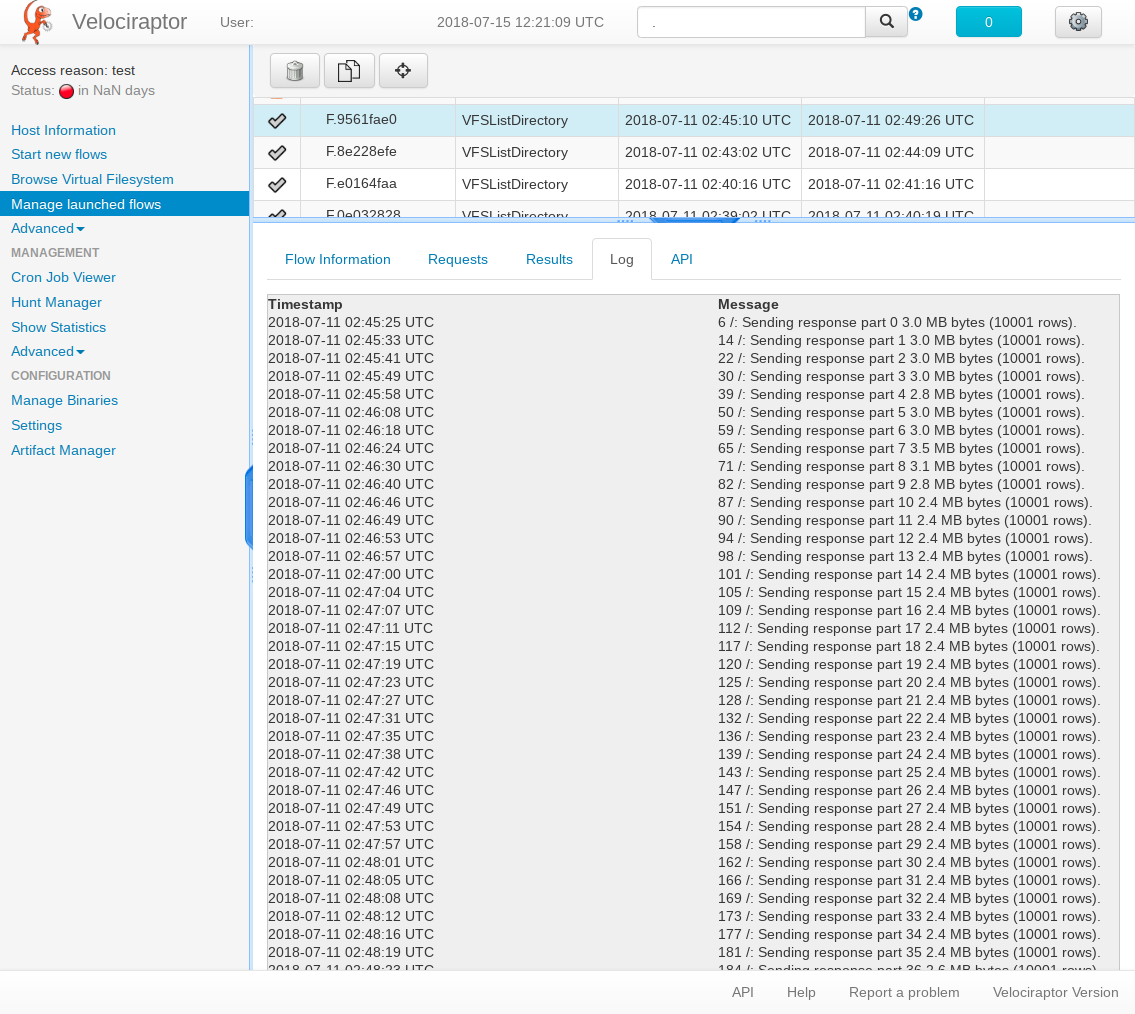 Velociraptor User: 2018-07-15 12:21:09 UTC . ? 0
Access reason: test
Status: in NaN days
Host Information
Start new flows
Browse Virtual Filesystem
Manage launched flows
Advanced
MANAGEMENT
Cron Job Viewer
Hunt Manager
Show Statistics
Advanced
CONFIGURATION
Manage Binaries
Settings
Artifact Manager
F.9561fae0 VFSListDirectory 2018-07-11 02:45:10 UTC 2018-07-11 02:49:26 UTC
F.8e228efe VFSListDirectory 2018-07-11 02:43:02 UTC 2018-07-11 02:44:09 UTC
F.e0164faa VFSListDirectory 2018-07-11 02:40:16 UTC 2018-07-11 02:41:16 UTC
F.0e032828 VFSListDirectory 2018-07-11 02:39:02 UTC 2018-07-11 02:40:19 UTC
Flow Information Requests Results Log API
Timestamp Message
2018-07-11 02:45:25 UTC 6 /: Sending response part 0 3.0 MB bytes (10001 rows).
2018-07-11 02:45:33 UTC 14 /: Sending response part 1 3.0 MB bytes (10001 rows).
2018-07-11 02:45:41 UTC 22 /: Sending response part 2 3.0 MB bytes (10001 rows).
2018-07-11 02:45:49 UTC 30 /: Sending response part 3 3.0 MB bytes (10001 rows).
2018-07-11 02:45:58 UTC 39 /: Sending response part 4 2.8 MB bytes (10001 rows).
2018-07-11 02:46:08 UTC 50 /: Sending response part 5 3.0 MB bytes (10001 rows).
2018-07-11 02:46:18 UTC 59 /: Sending response part 6 3.0 MB bytes (10001 rows).
2018-07-11 02:46:24 UTC 65 /: Sending response part 7 3.5 MB bytes (10001 rows).
2018-07-11 02:46:30 UTC 71 /: Sending response part 8 3.1 MB bytes (10001 rows).
2018-07-11 02:46:40 UTC 82 /: Sending response part 9 2.8 MB bytes (10001 rows).
2018-07-11 02:46:46 UTC 87 /: Sending response part 10 2.4 MB bytes (10001 rows).
2018-07-11 02:46:49 UTC 90 /: Sending response part 11 2.4 MB bytes (10001 rows).
2018-07-11 02:46:53 UTC 94 /: Sending response part 12 2.4 MB bytes (10001 rows).
2018-07-11 02:46:57 UTC 98 /: Sending response part 13 2.4 MB bytes (10001 rows).
2018-07-11 02:47:00 UTC 101 /: Sending response part 14 2.4 MB bytes (10001 rows).
2018-07-11 02:47:04 UTC 105 /: Sending response part 15 2.4 MB bytes (10001 rows).
2018-07-11 02:47:07 UTC 109 /: Sending response part 16 2.4 MB bytes (10001 rows).
2018-07-11 02:47:11 UTC 112 /: Sending response part 17 2.4 MB bytes (10001 rows).
2018-07-11 02:47:15 UTC 117 /: Sending response part 18 2.4 MB bytes (10001 rows).
2018-07-11 02:47:19 UTC 120 /: Sending response part 19 2.4 MB bytes (10001 rows).
2018-07-11 02:47:23 UTC 125 /: Sending response part 20 2.4 MB bytes (10001 rows).
2018-07-11 02:47:27 UTC 128 /: Sending response part 21 2.4 MB bytes (10001 rows).
2018-07-11 02:47:31 UTC 132 /: Sending response part 22 2.4 MB bytes (10001 rows).
2018-07-11 02:47:35 UTC 136 /: Sending response part 23 2.4 MB bytes (10001 rows).
2018-07-11 02:47:38 UTC 139 /: Sending response part 24 2.4 MB bytes (10001 rows).
2018-07-11 02:47:42 UTC 143 /: Sending response part 25 2.4 MB bytes (10001 rows).
2018-07-11 02:47:46 UTC 147 /: Sending response part 26 2.4 MB bytes (10001 rows).
2018-07-11 02:47:49 UTC 151 /: Sending response part 27 2.4 MB bytes (10001 rows).
2018-07-11 02:47:53 UTC 154 /: Sending response part 28 2.4 MB bytes (10001 rows).
2018-07-11 02:47:57 UTC 158 /: Sending response part 29 2.4 MB bytes (10001 rows).
2018-07-11 02:48:01 UTC 162 /: Sending response part 30 2.4 MB bytes (10001 rows).
2018-07-11 02:48:05 UTC 166 /: Sending response part 31 2.4 MB bytes (10001 rows).
2018-07-11 02:48:08 UTC 169 /: Sending response part 32 2.4 MB bytes (10001 rows).
2018-07-11 02:48:12 UTC 173 /: Sending response part 33 2.4 MB bytes (10001 rows).
2018-07-11 02:48:16 UTC 177 /: Sending response part 34 2.4 MB bytes (10001 rows).
2018-07-11 02:48:19 UTC 181 /: Sending response part 35 2.4 MB bytes (10001 rows).
2018-07-11 02:48:23 UTC 184 /: Sending response part 36 2.6 MB bytes (10001 rows).
API Help Report a problem Velociraptor Version